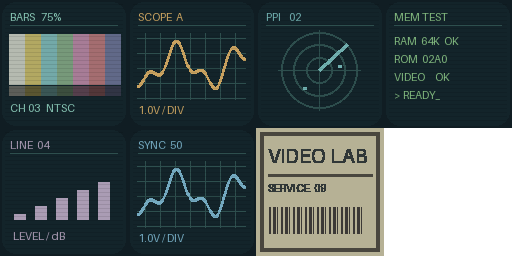 BARS 75%
CH 03 NTSC
SCOPE A
1.0V/DIV
PPI 02
MEM TEST
RAM 64K OK
ROM 02A0
VIDEO OK
> READY_
LINE 04
LEVEL/dB
SYNC 50
1.0V/DIV
VIDEO LAB
SERVICE 09